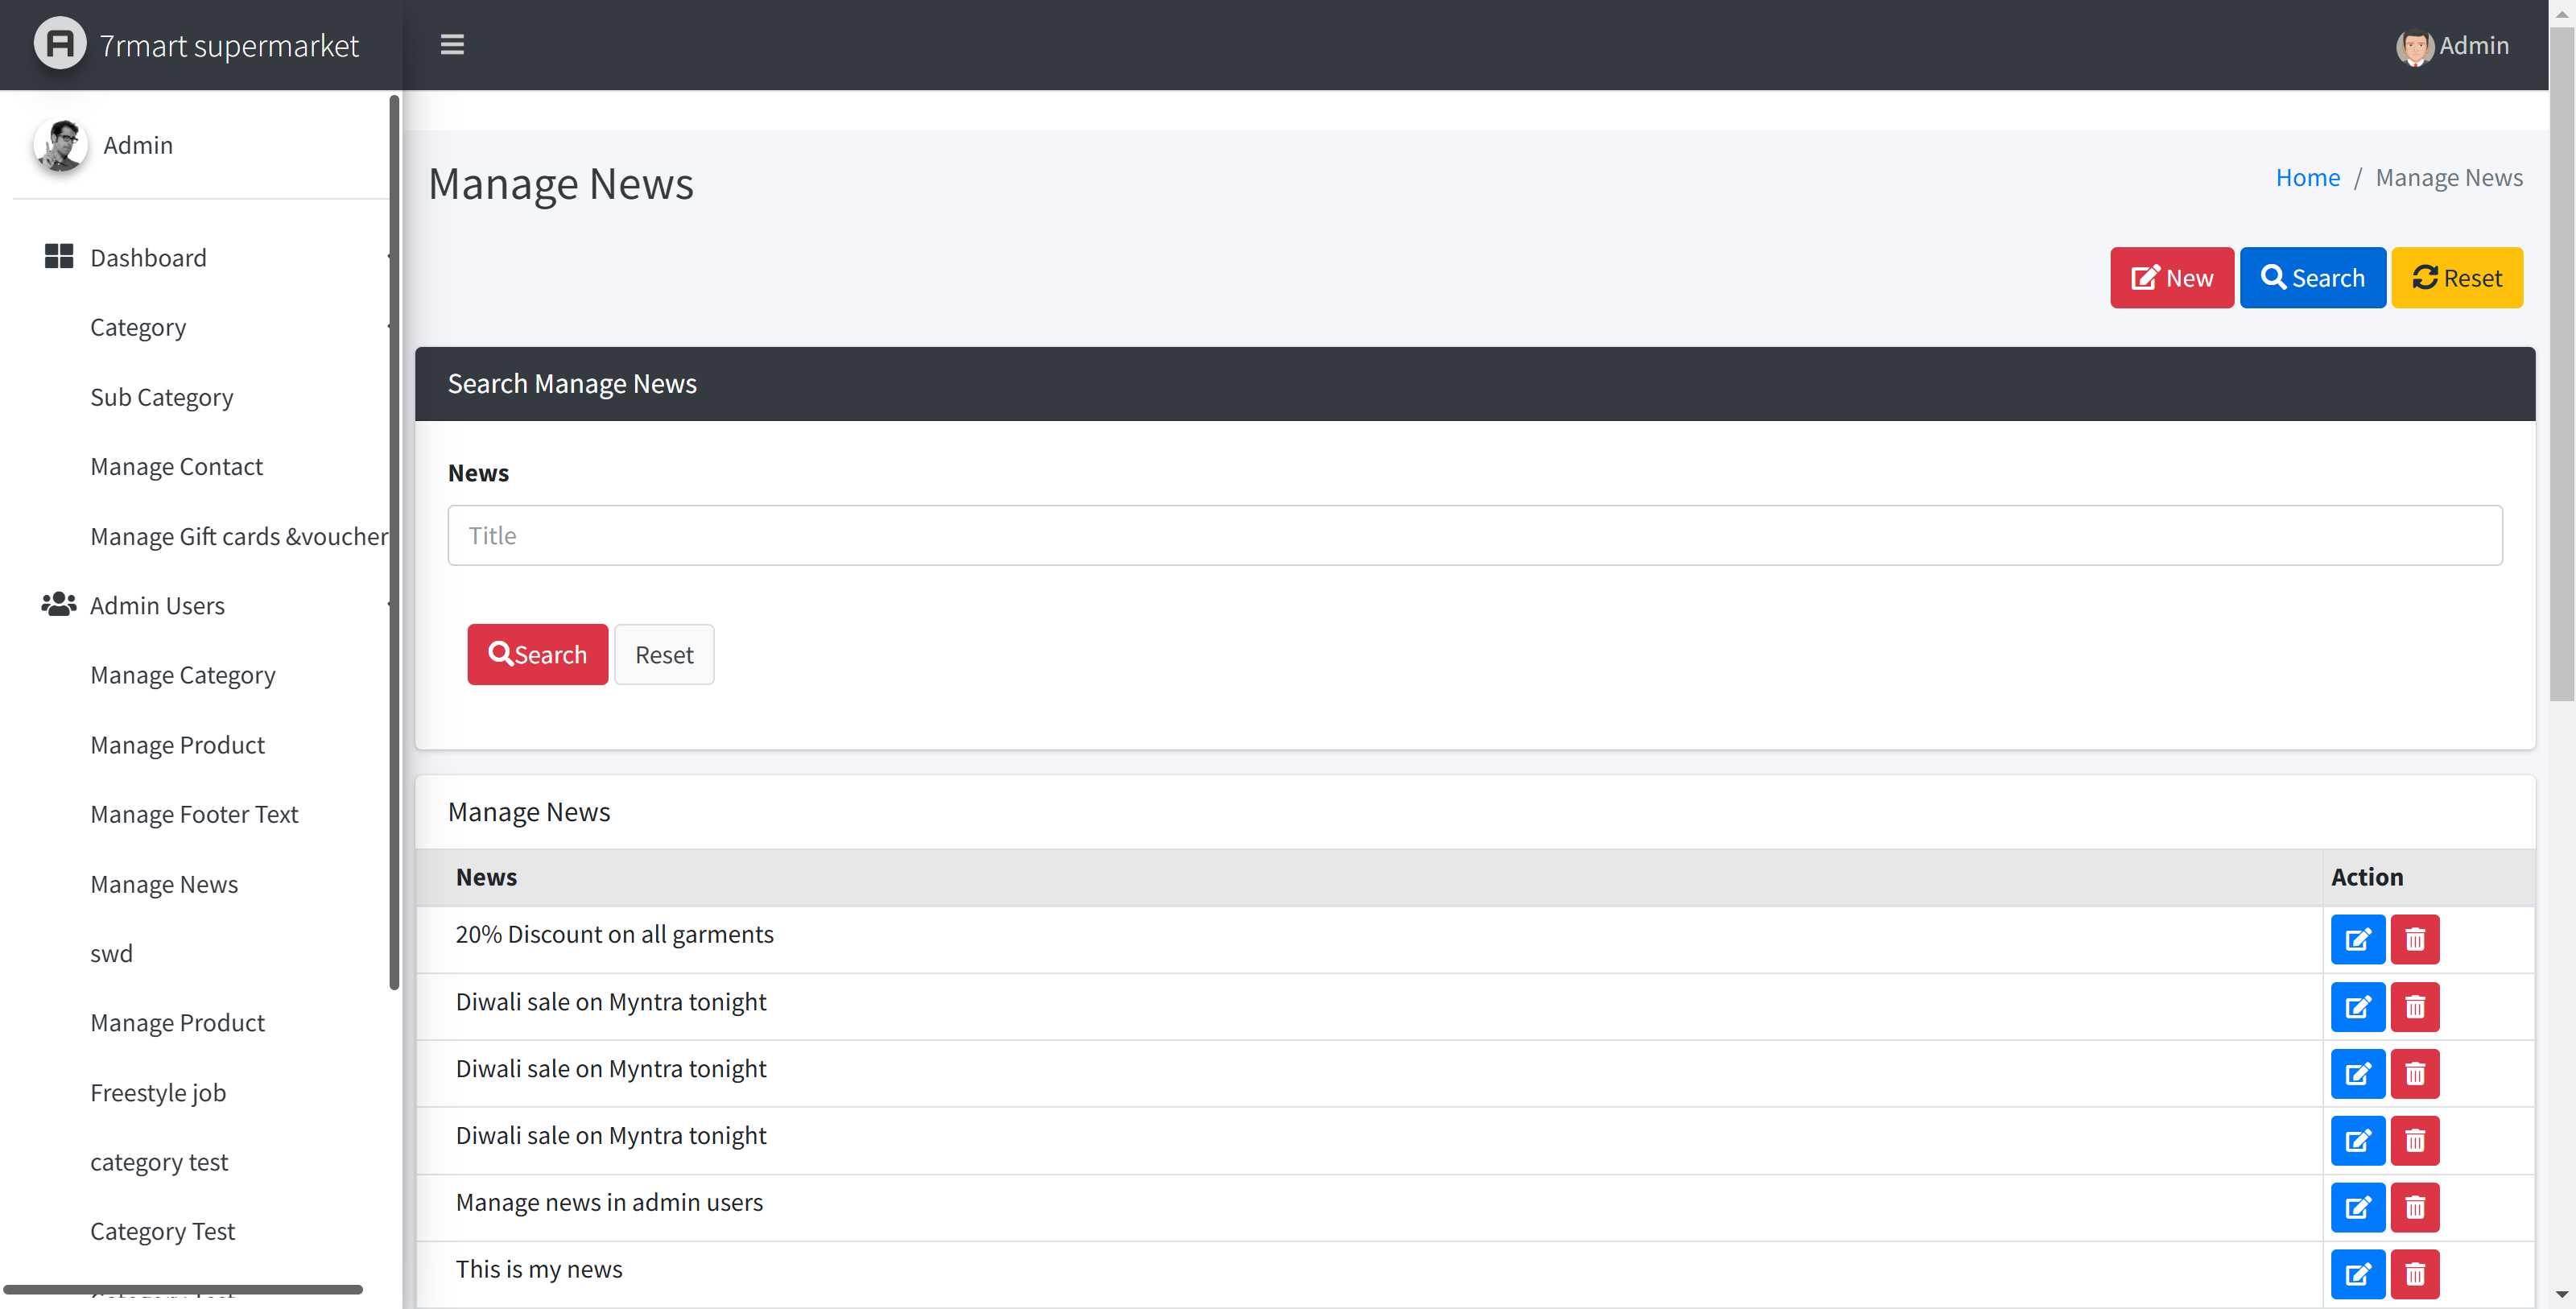 7rmart supermarket
Admin
Admin
Dashboard
Category
Sub Category
Manage Contact
Manage Gift cards &voucher
Admin Users
Manage Category
Manage Product
Manage Footer Text
Manage News
swd
Manage Product
Freestyle job
category test
Category Test
Manage News
Home / Manage News
New Search Reset
Search Manage News
News
Title
Search Reset
Manage News
News Action
20% Discount on all garments
Diwali sale on Myntra tonight
Diwali sale on Myntra tonight
Diwali sale on Myntra tonight
Manage news in admin users
This is my news